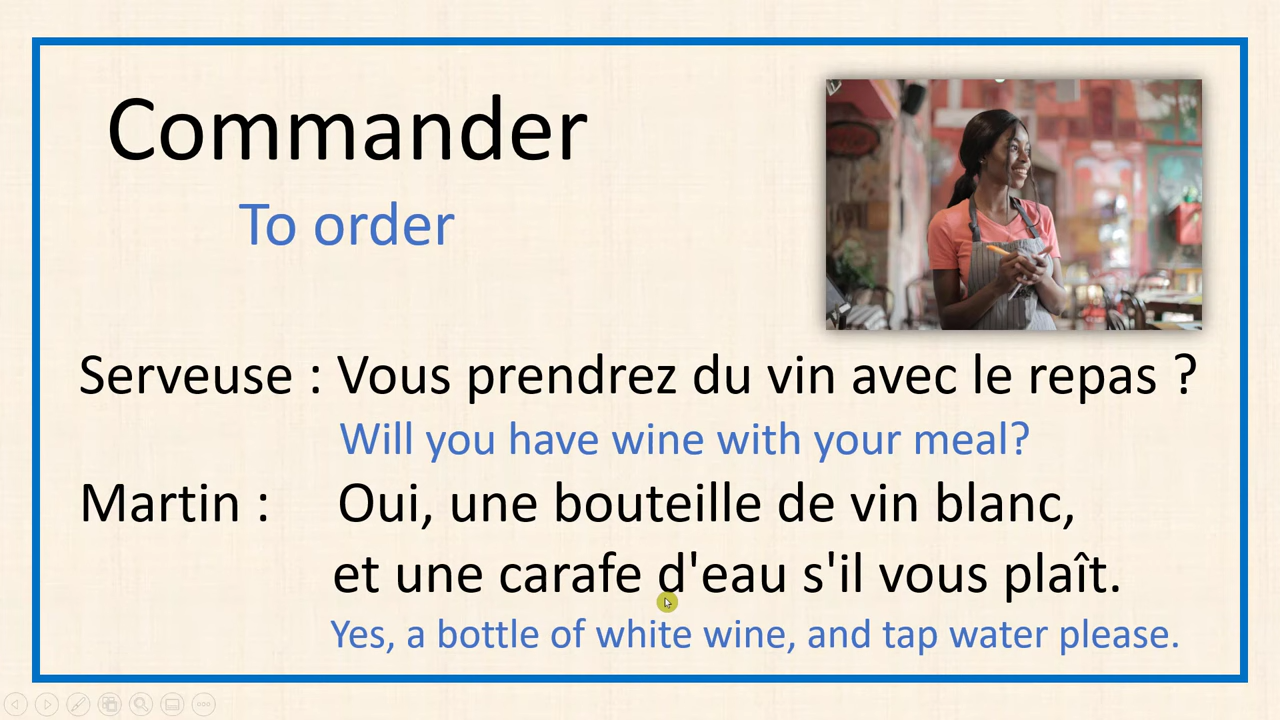 Commander
To order
Serveuse : Vous prendrez du vin avec le repas ?
Will you have wine with your meal?
Martin : Oui, une bouteille de vin blanc,
et une carafe d'eau s'il vous plaît.
Yes, a bottle of white wine, and tap water please.